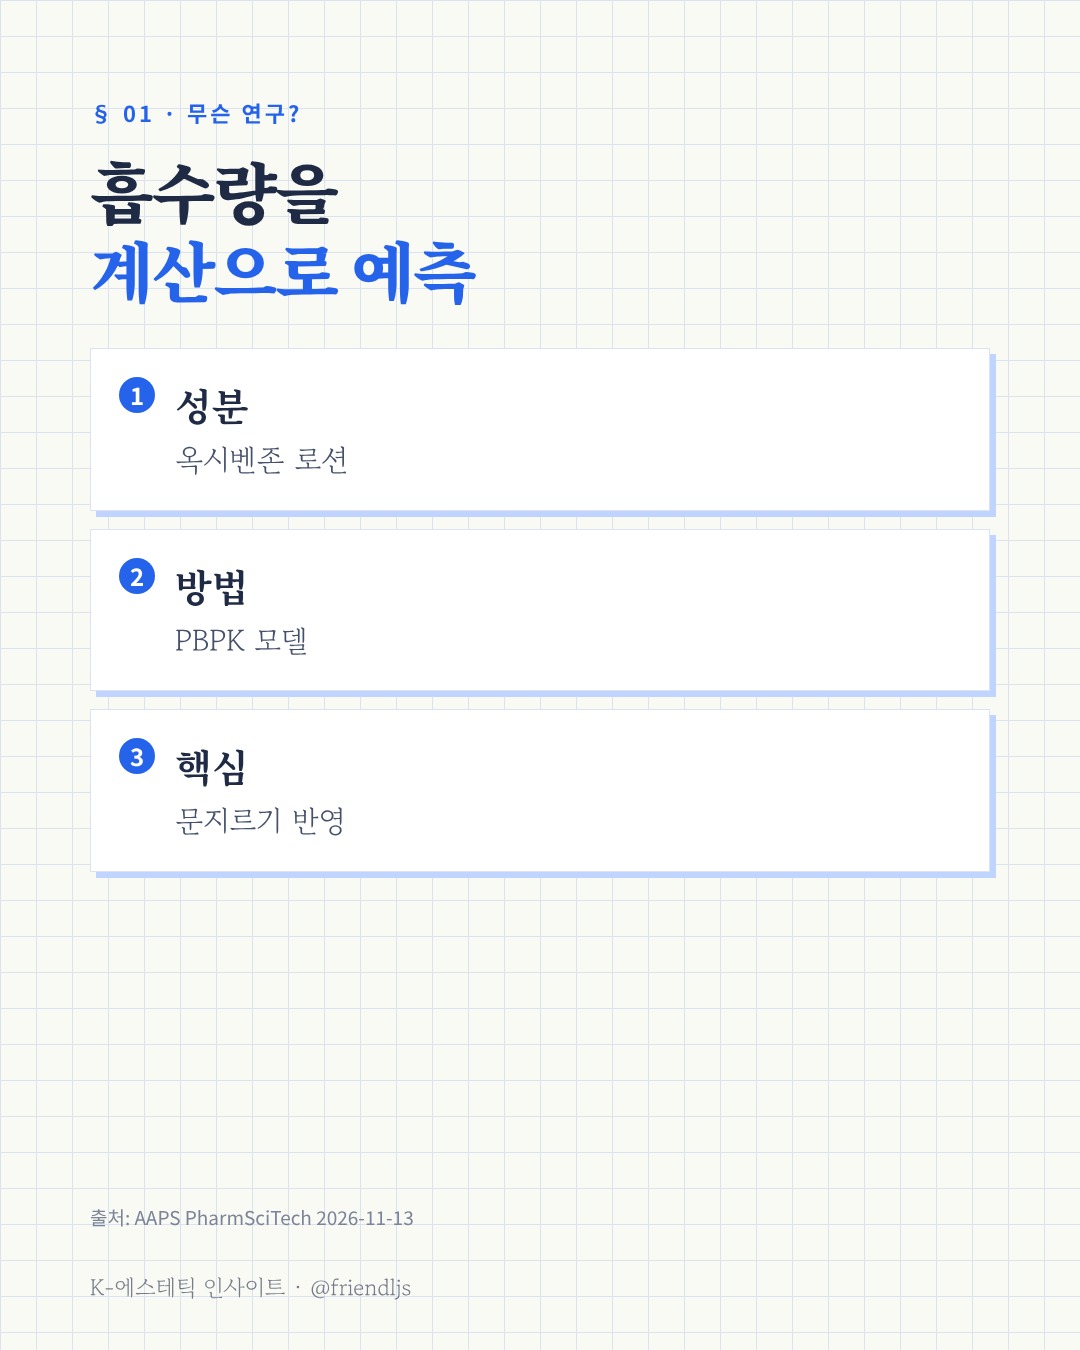 § 01 · 무슨 연구?
흡수량을
계산으로 예측
1 성분
옥시벤존 로션
2 방법
PBPK 모델
3 핵심
문지르기 반영
출처: AAPS PharmSciTech 2026-11-13
K-에스테틱 인사이트 · @friendljs